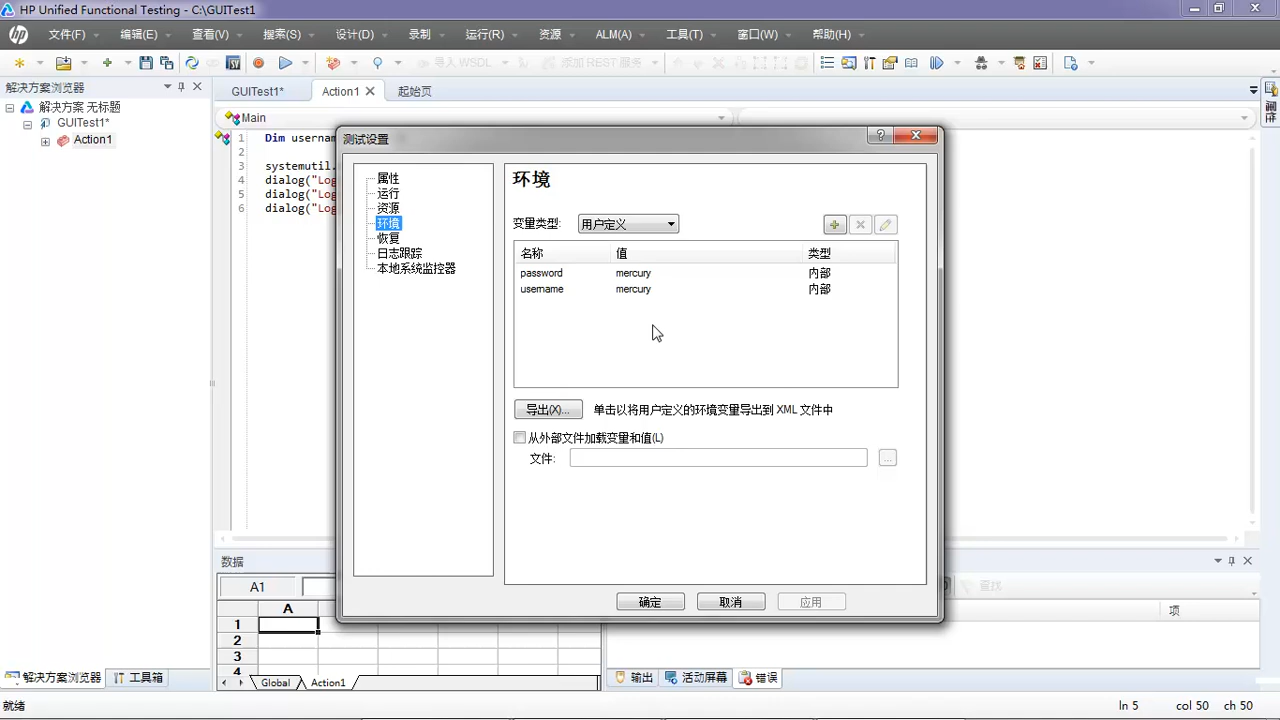 HP Unified Functional Testing - C:\GUITest1
文件(F) 编辑(E) 查看(V) 搜索(S) 设计(D) 录制 运行(R) 资源 ALM(A) 工具(T) 窗口(W) 帮助(H)
导入 WSDL 添加 REST 服务
解决方案浏览器
GUITest1* Action1 起始页
解决方案 无标题
GUITest1*
Action1
Main
1 Dim usernam
2
3 systemutil.
4 dialog("Log
5 dialog("Log
6 dialog("Log
测试设置
属性
运行
资源
环境
恢复
日志跟踪
本地系统监控器
环境
变量类型: 用户定义
名称 值 类型
password mercury 内部
username mercury 内部
导出(X)... 单击以将用户定义的环境变量导出到 XML 文件中
从外部文件加载变量和值(L)
文件: ...
确定 取消 应用
数据
A1
查找
A
项
1
2
3
4
Global Action1
解决方案浏览器 工具箱
输出 活动屏幕 错误
就绪
ln 5 col 50 ch 50